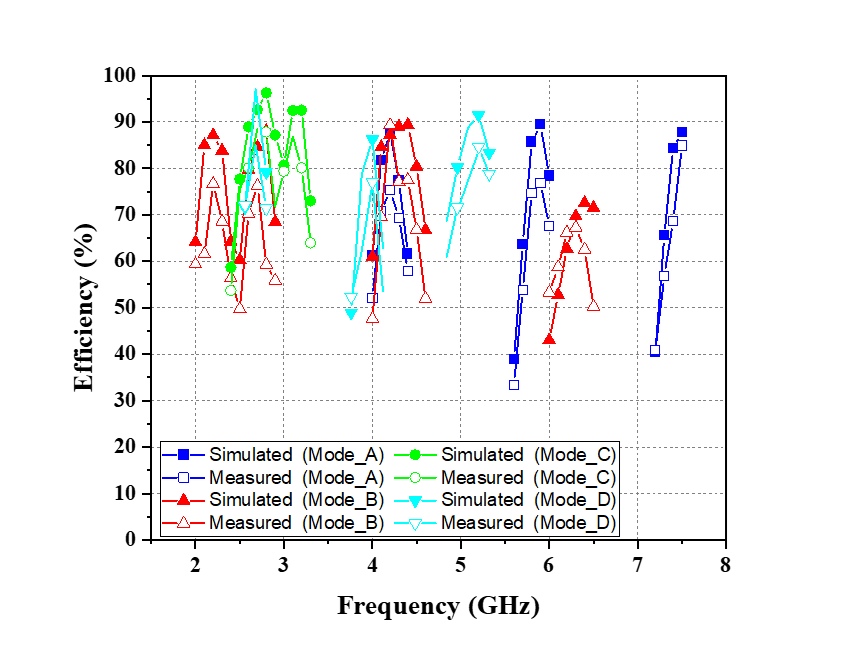 100
90
80
70
60
50
40
30
20
10
0
Efficiency (%)
Simulated (Mode_A) Simulated (Mode_C)
Measured (Mode_A) Measured (Mode_C)
Simulated (Mode_B) Simulated (Mode_D)
Measured (Mode_B) Measured (Mode_D)
2 3 4 5 6 7 8
Frequency (GHz)